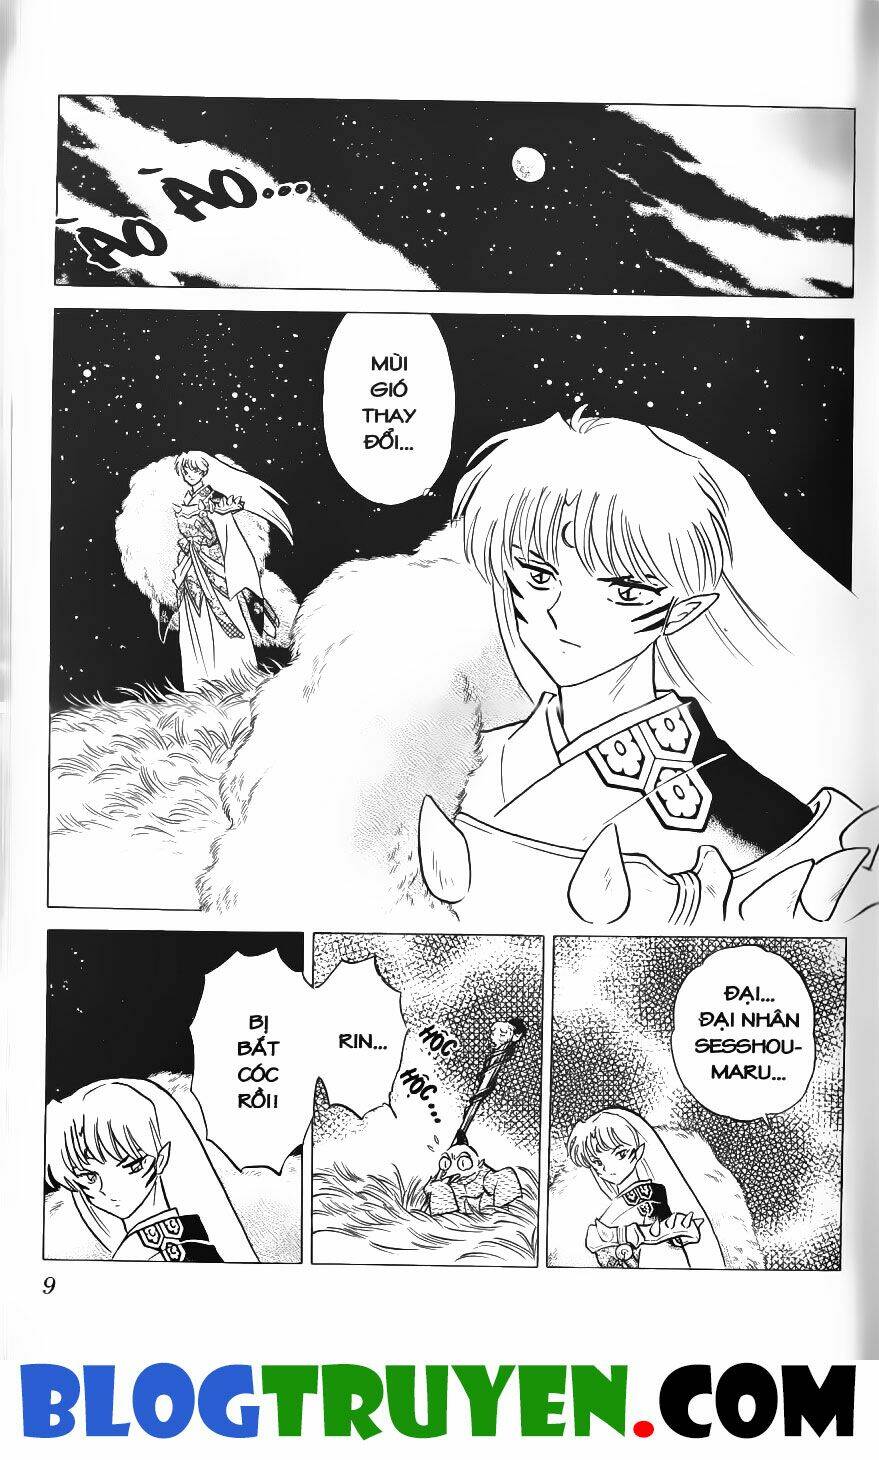 ÀO ÀO...
MÙI
GIÓ
THAY
ĐỔI...
ĐẠI...
ĐẠI NHÂN
SESSHOU-
MARU...
HỘC
HỘC...
RIN...
BỊ
BẮT
CÓC
RỒI!
9
BLOGTRUYEN.COM